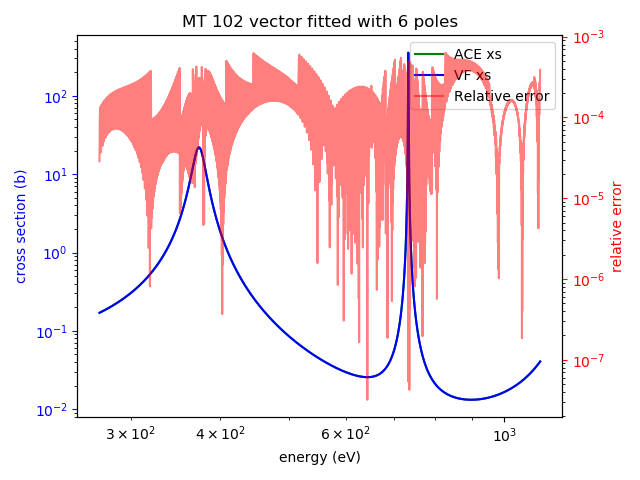 MT 102 vector fitted with 6 poles
ACE xs
VF xs
Relative error
cross section (b)
10²
10¹
10⁰
10⁻¹
10⁻²
relative error
10⁻³
10⁻⁴
10⁻⁵
10⁻⁶
10⁻⁷
3 × 10² 4 × 10² 6 × 10² 10³
energy (eV)